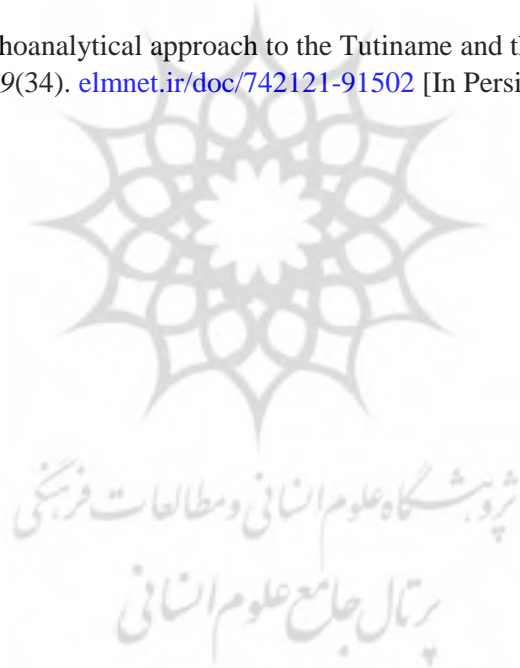 hoanalytical approach to the Tutiname and th
9(34). elmnet.ir/doc/742121-91502 [In Persi
پژوهشگاه علوم انسانی و مطالعات فرهنگی
پرتال جامع علوم انسانی